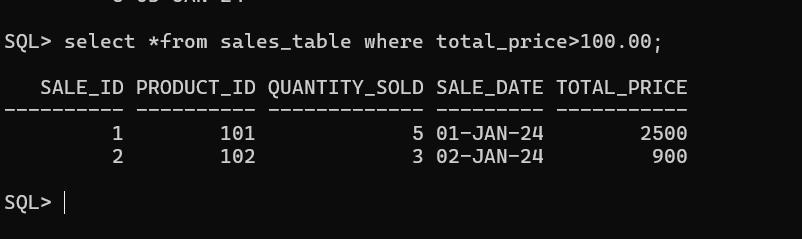 SQL> select *from sales_table where total_price>100.00;
   SALE_ID PRODUCT_ID QUANTITY_SOLD SALE_DATE TOTAL_PRICE
---------- ---------- ------------- --------- -----------
         1        101             5 01-JAN-24        2500
         2        102             3 02-JAN-24         900
SQL>